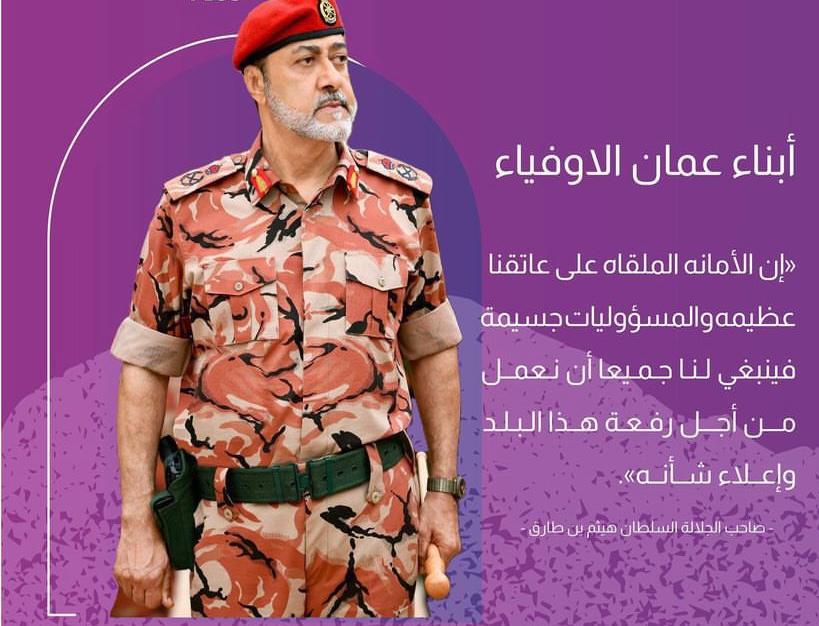 أبناء عمان الاوفياء
«إن الأمانه الملقاه على عاتقنا
عظيمه والمسؤوليات جسيمة
فينبغي لنا جميعا أن نعمل
من أجل رفعة هذا البلد
وإعلاء شأنه».
- صاحب الجلالة السلطان هيثم بن طارق -